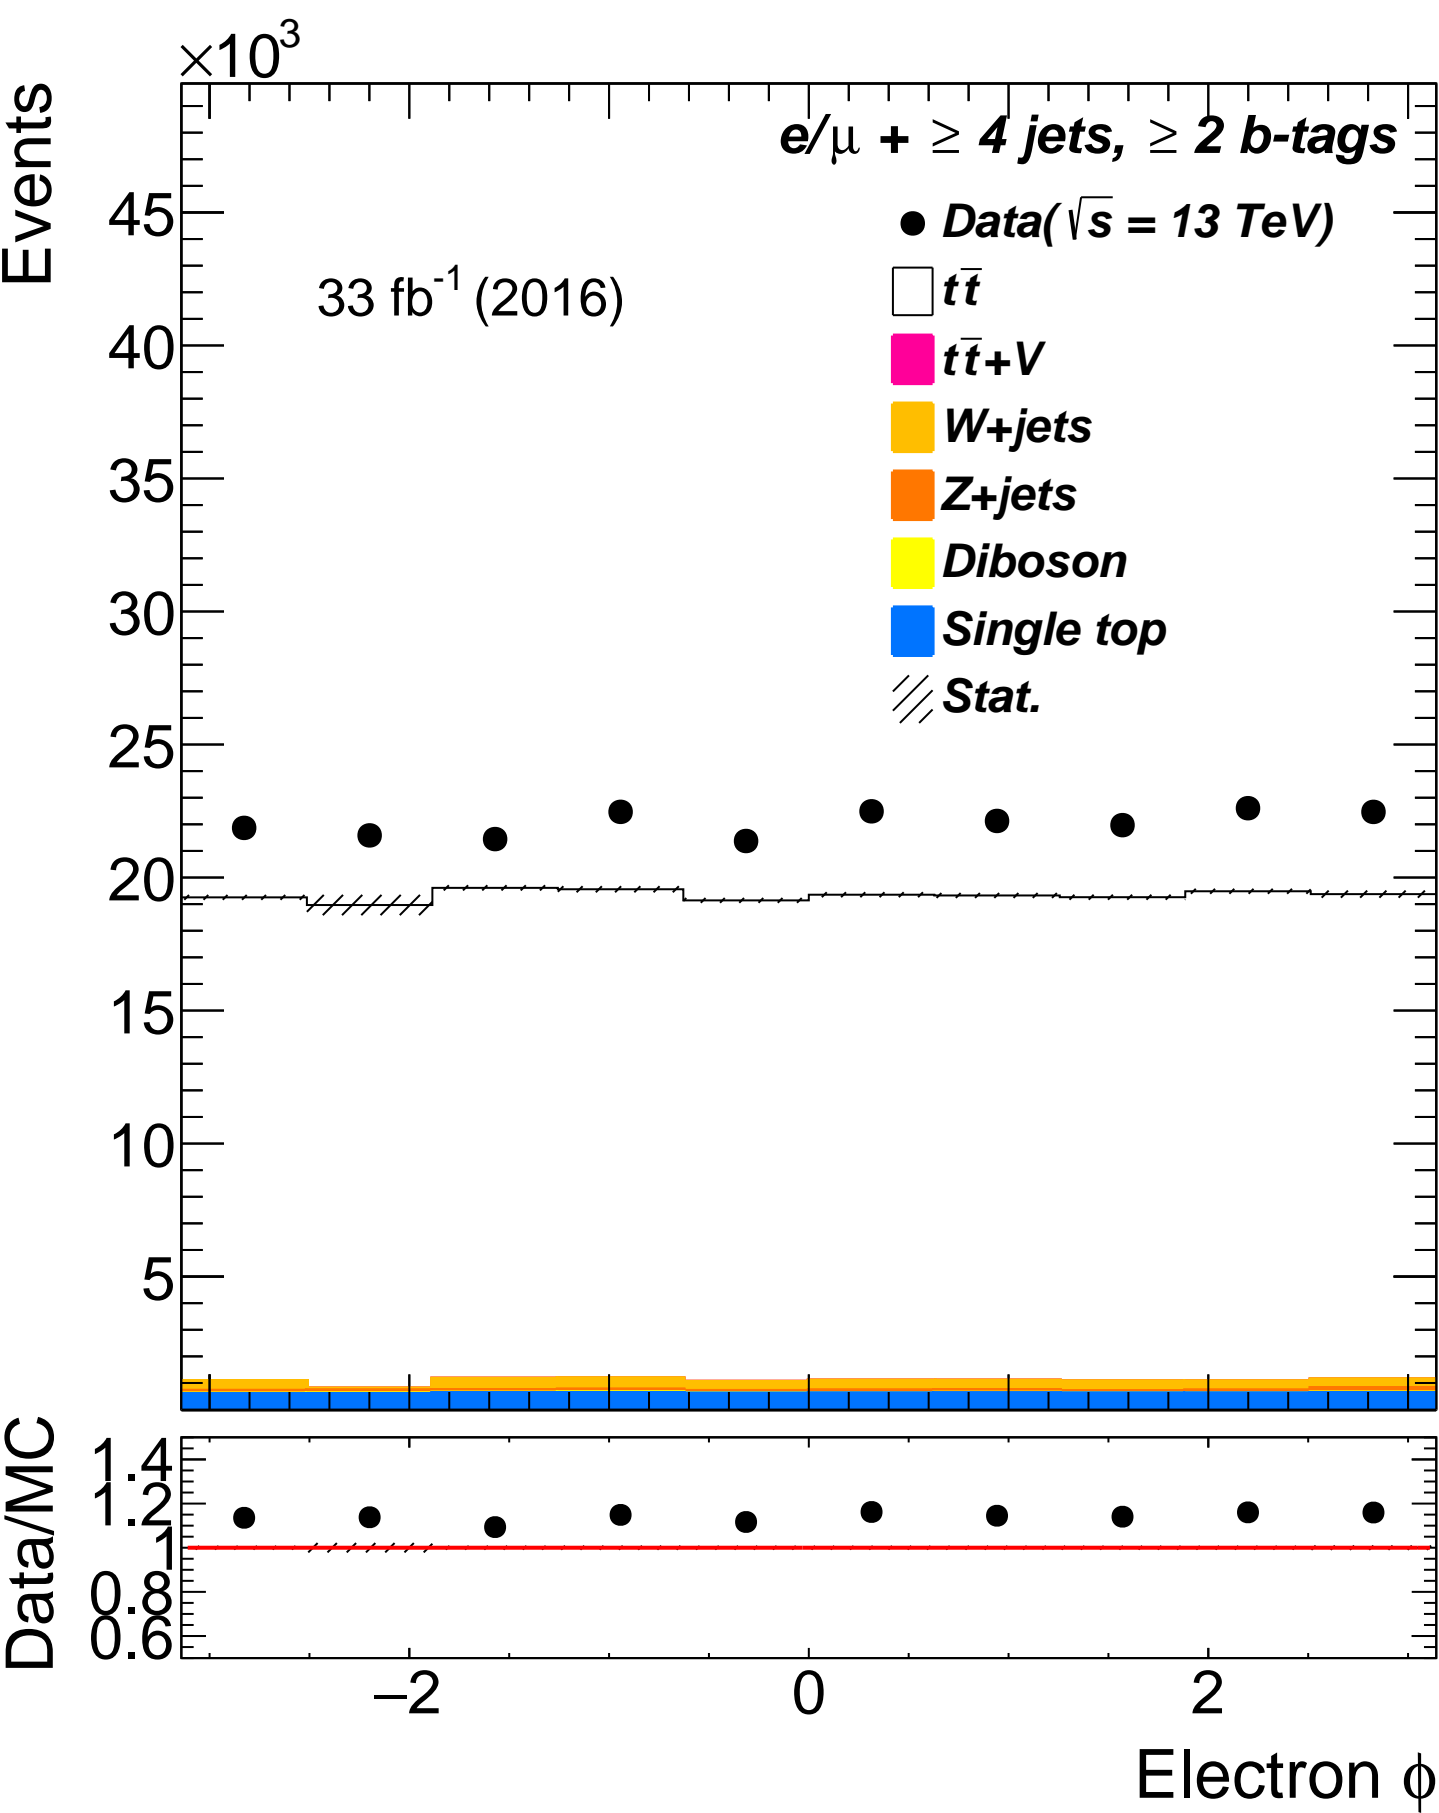 ×10³
Events
e/μ + ≥ 4 jets, ≥ 2 b-tags
Data(√s = 13 TeV)
33 fb⁻¹ (2016)
tt̅
tt̅+V
W+jets
Z+jets
Diboson
Single top
Stat.
45
40
35
30
25
20
15
10
5
Data/MC
1.4
1.2
1
0.8
0.6
−2 0 2
Electron ϕ